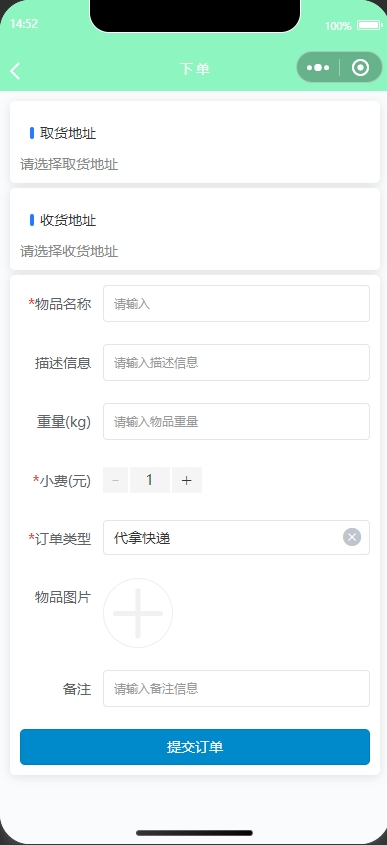 14:52
100%
下单
取货地址
请选择取货地址
收货地址
请选择收货地址
*物品名称 请输入
描述信息 请输入描述信息
重量(kg) 请输入物品重量
*小费(元) - 1 +
*订单类型 代拿快递
物品图片
备注 请输入备注信息
提交订单